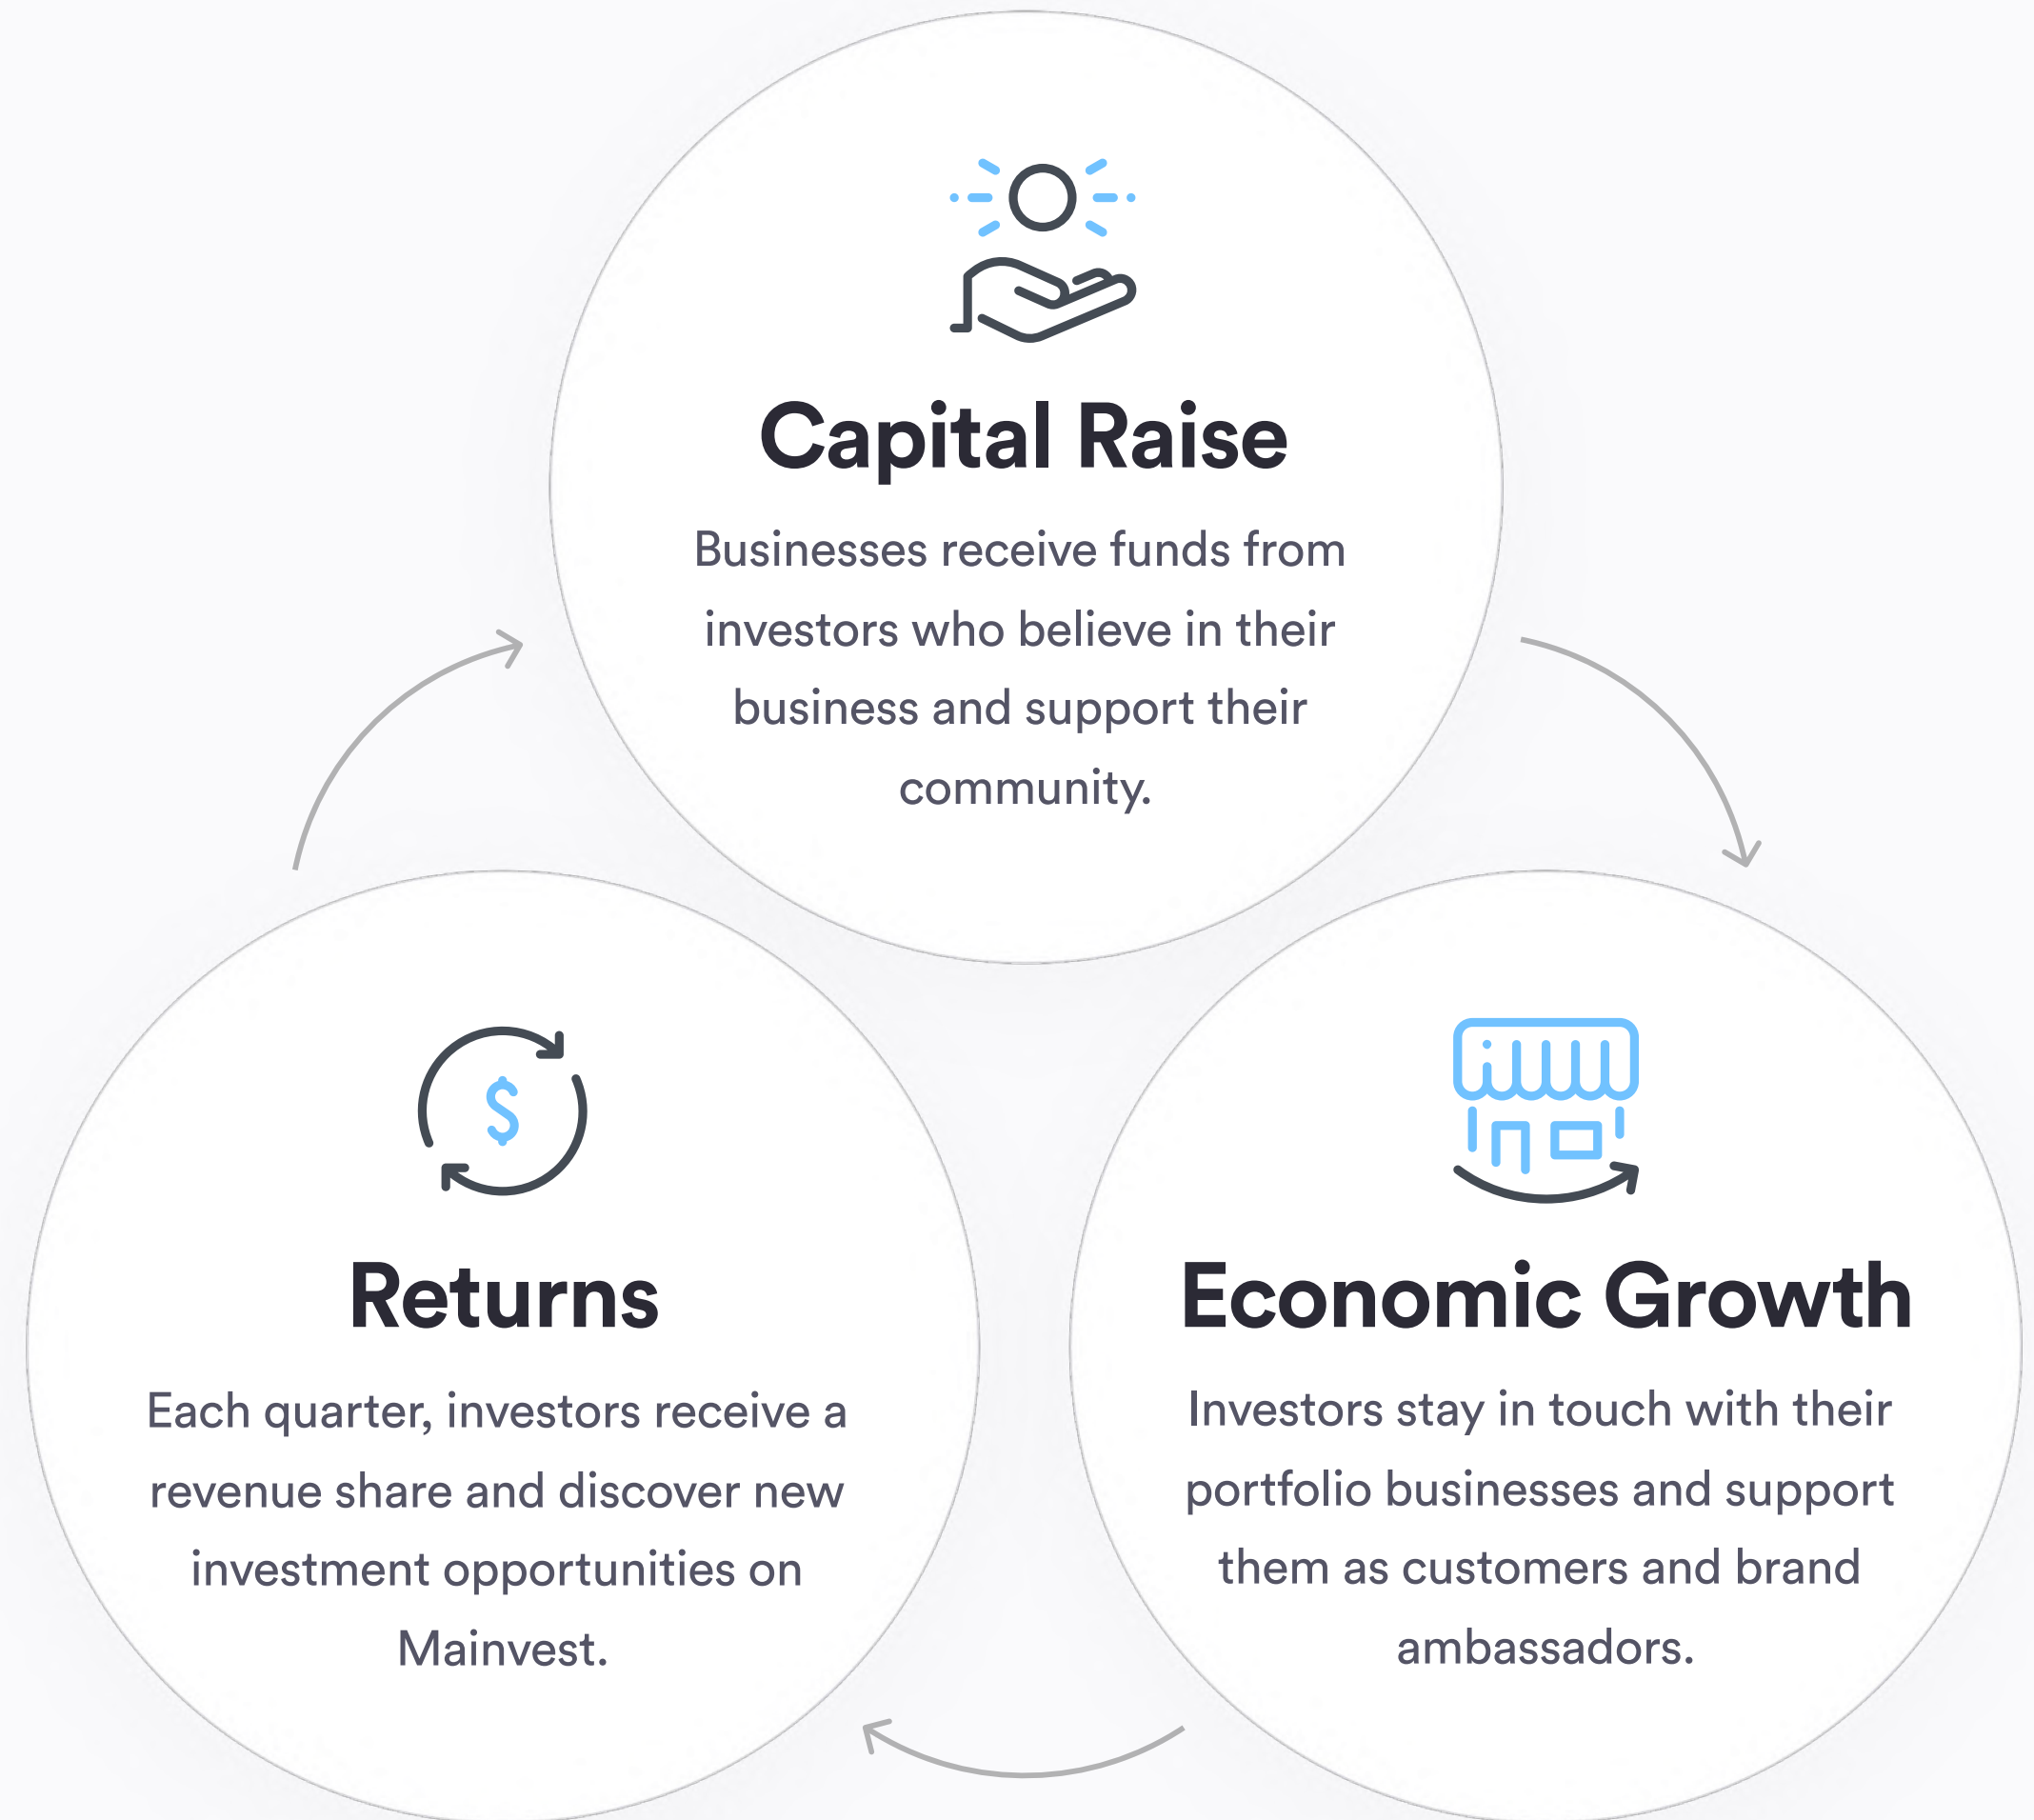 Capital Raise
Businesses receive funds from
investors who believe in their
business and support their
community.
Returns
Each quarter, investors receive a
revenue share and discover new
investment opportunities on
Mainvest.
Economic Growth
Investors stay in touch with their
portfolio businesses and support
them as customers and brand
ambassadors.